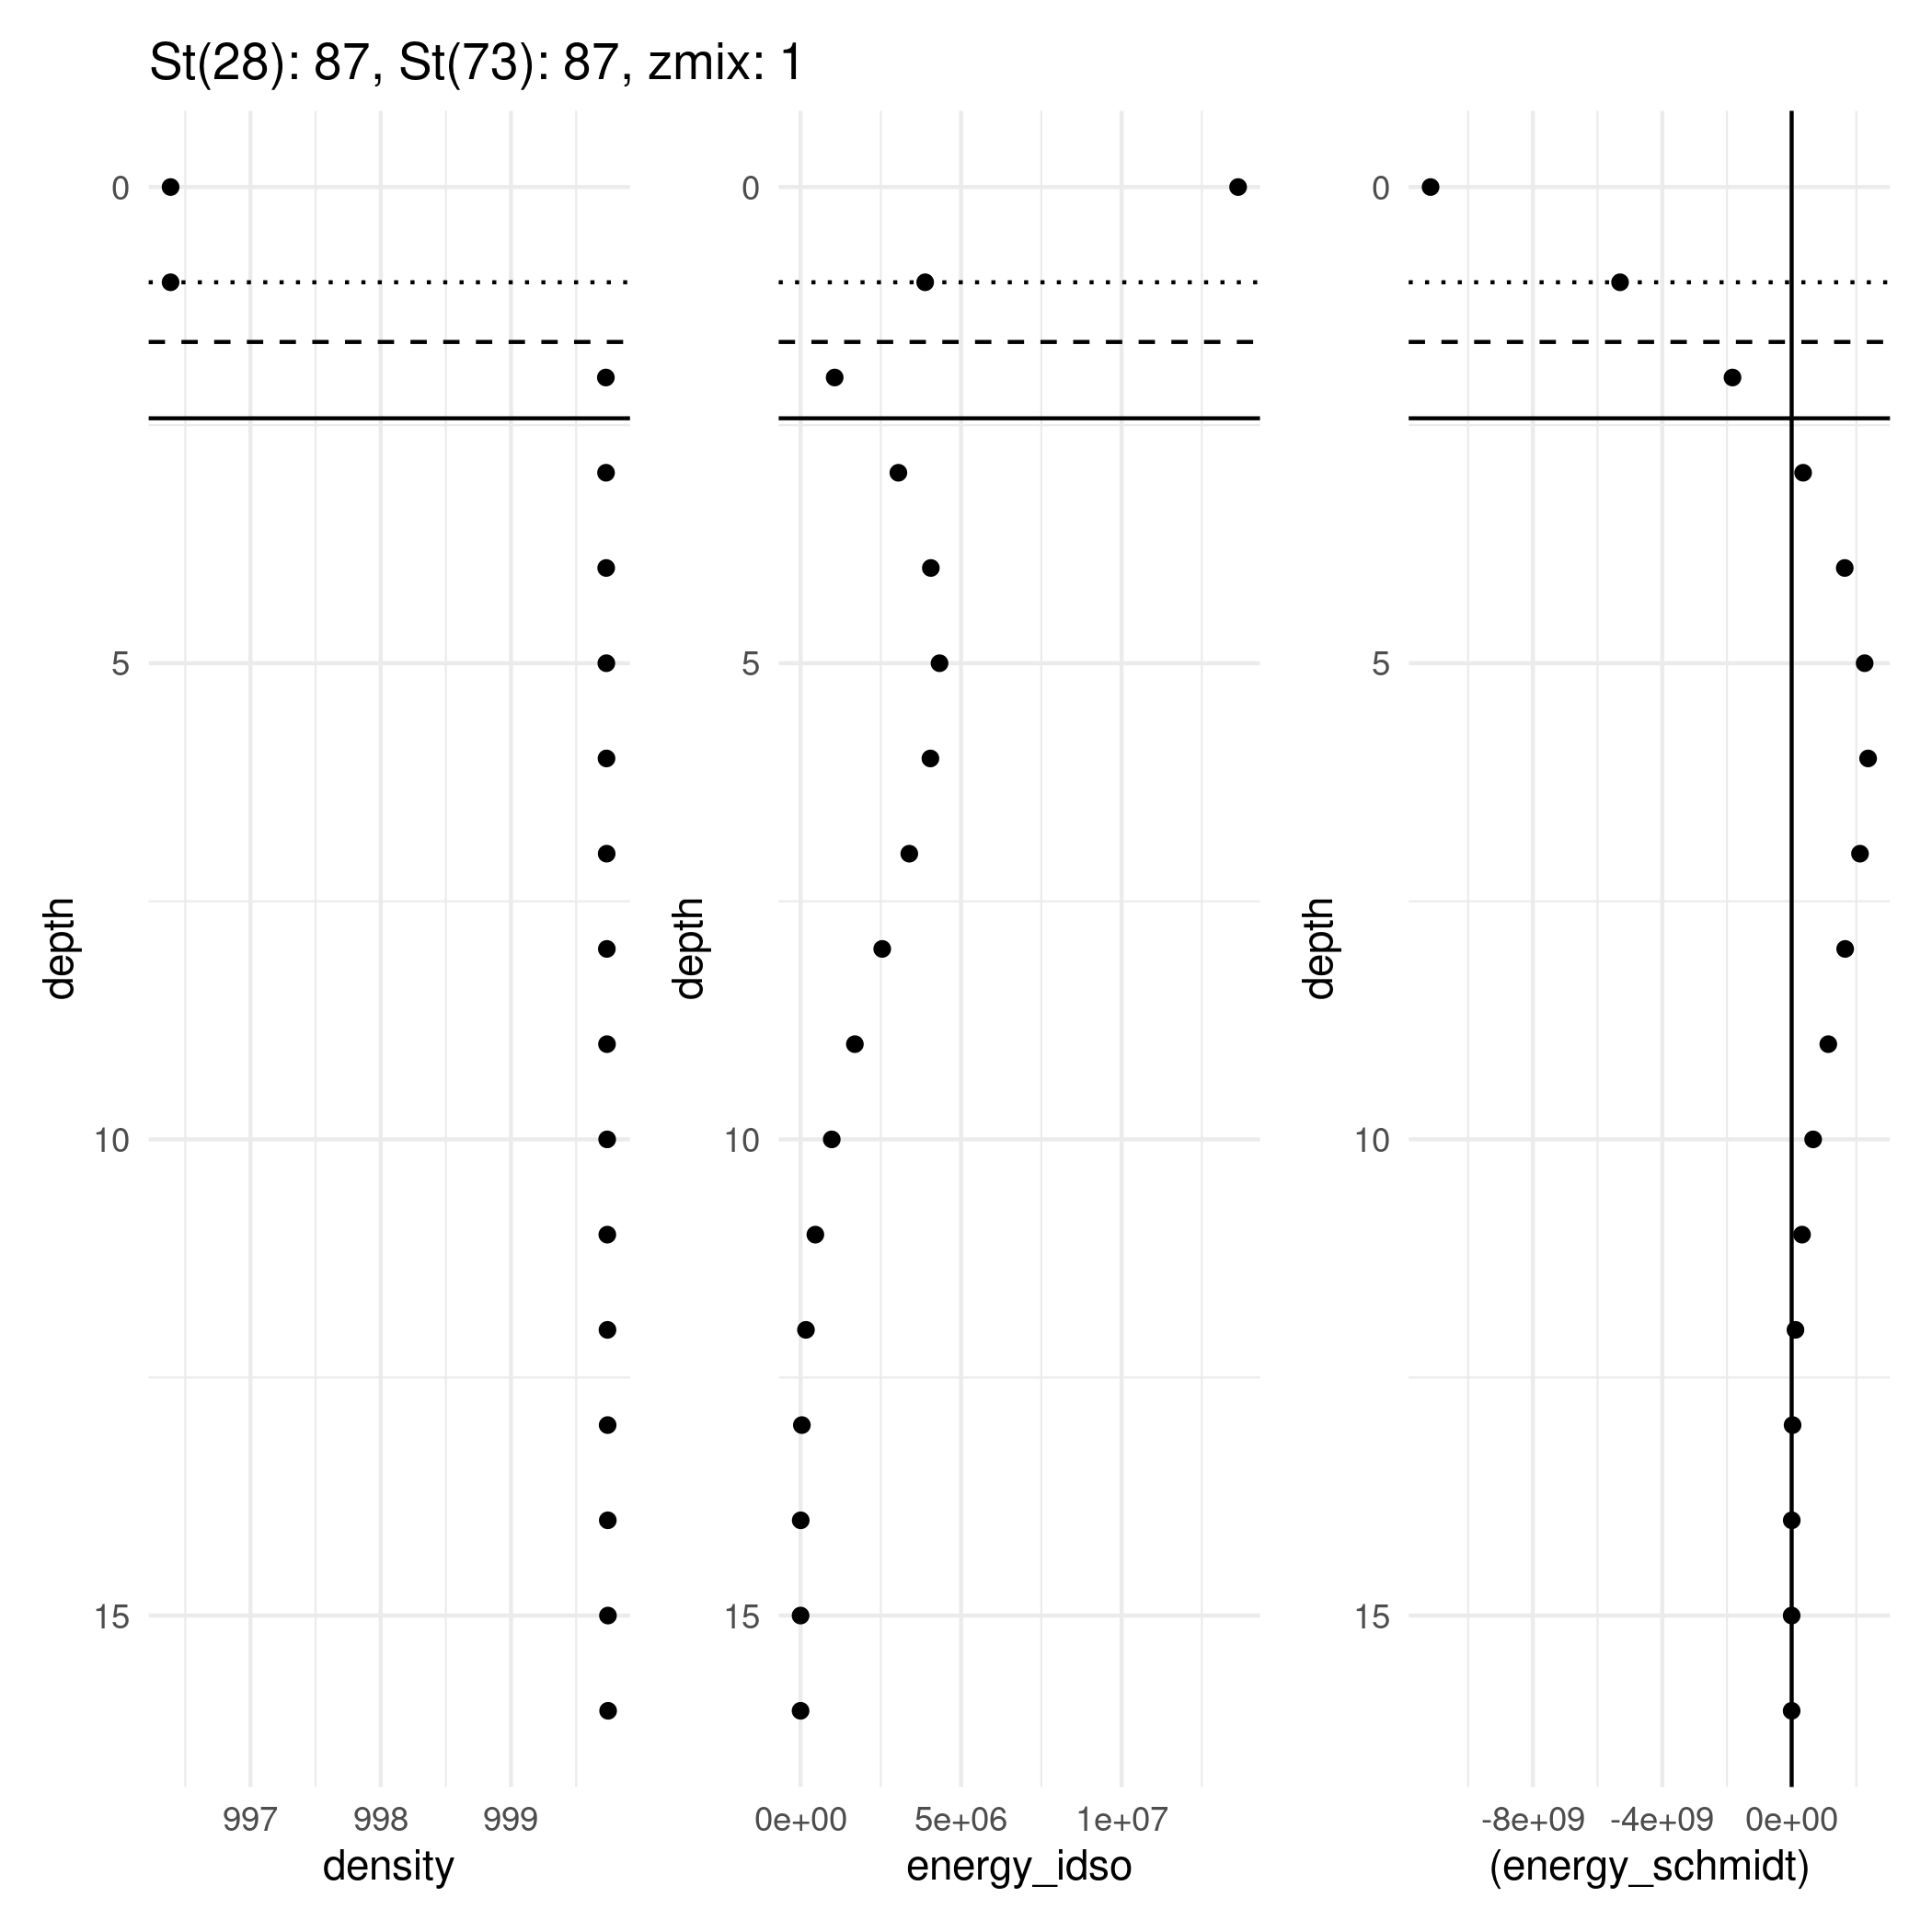 St(28): 87, St(73): 87, zmix: 1
0
5
10
15
depth
997 998 999
density
0
5
10
15
depth
0e+00 5e+06 1e+07
energy_idso
0
5
10
15
depth
-8e+09 -4e+09 0e+00
(energy_schmidt)